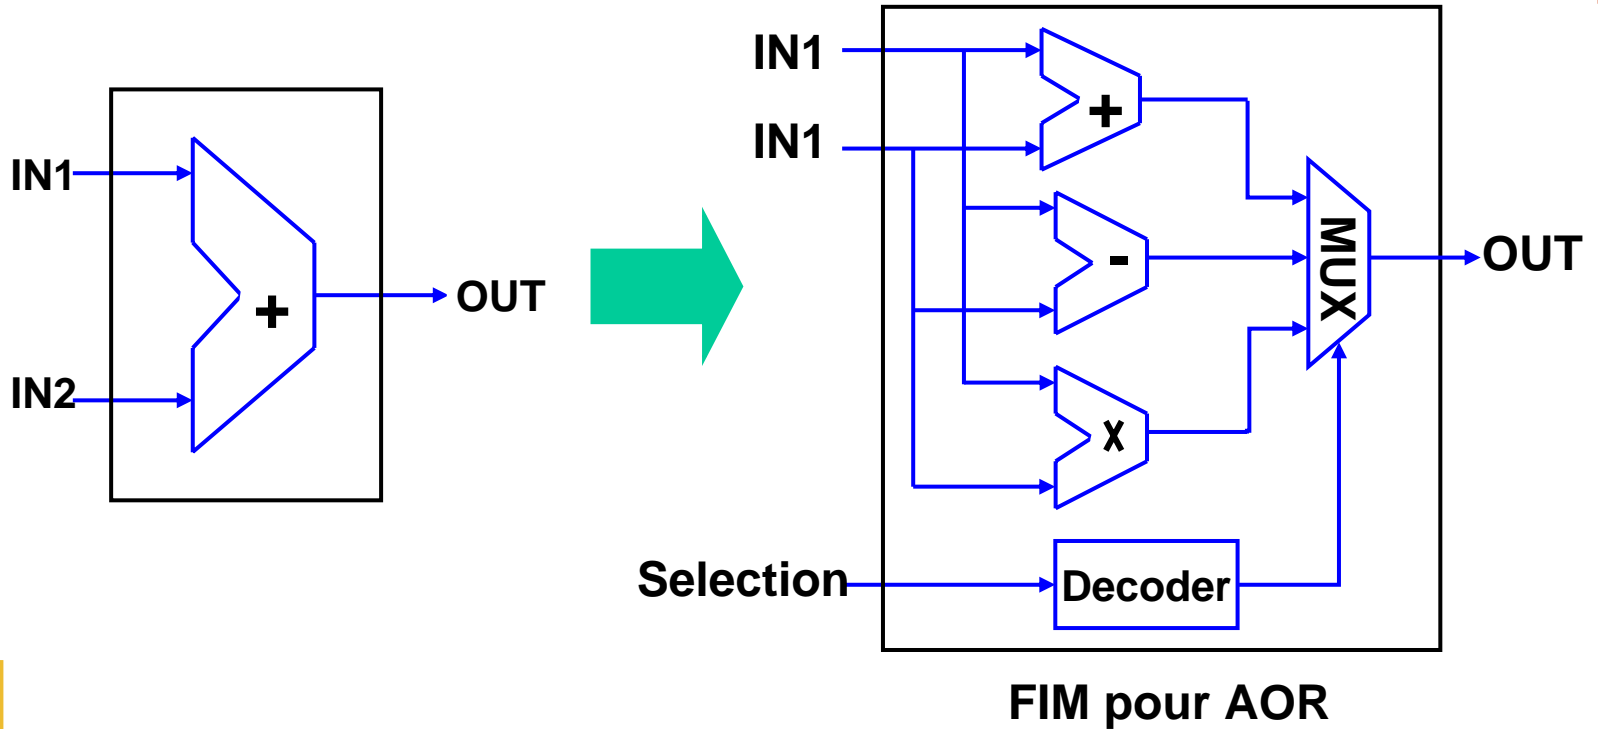 IN1
IN2
+
OUT
IN1
IN1
+
-
x
MUX
OUT
Selection
Decoder
FIM pour AOR